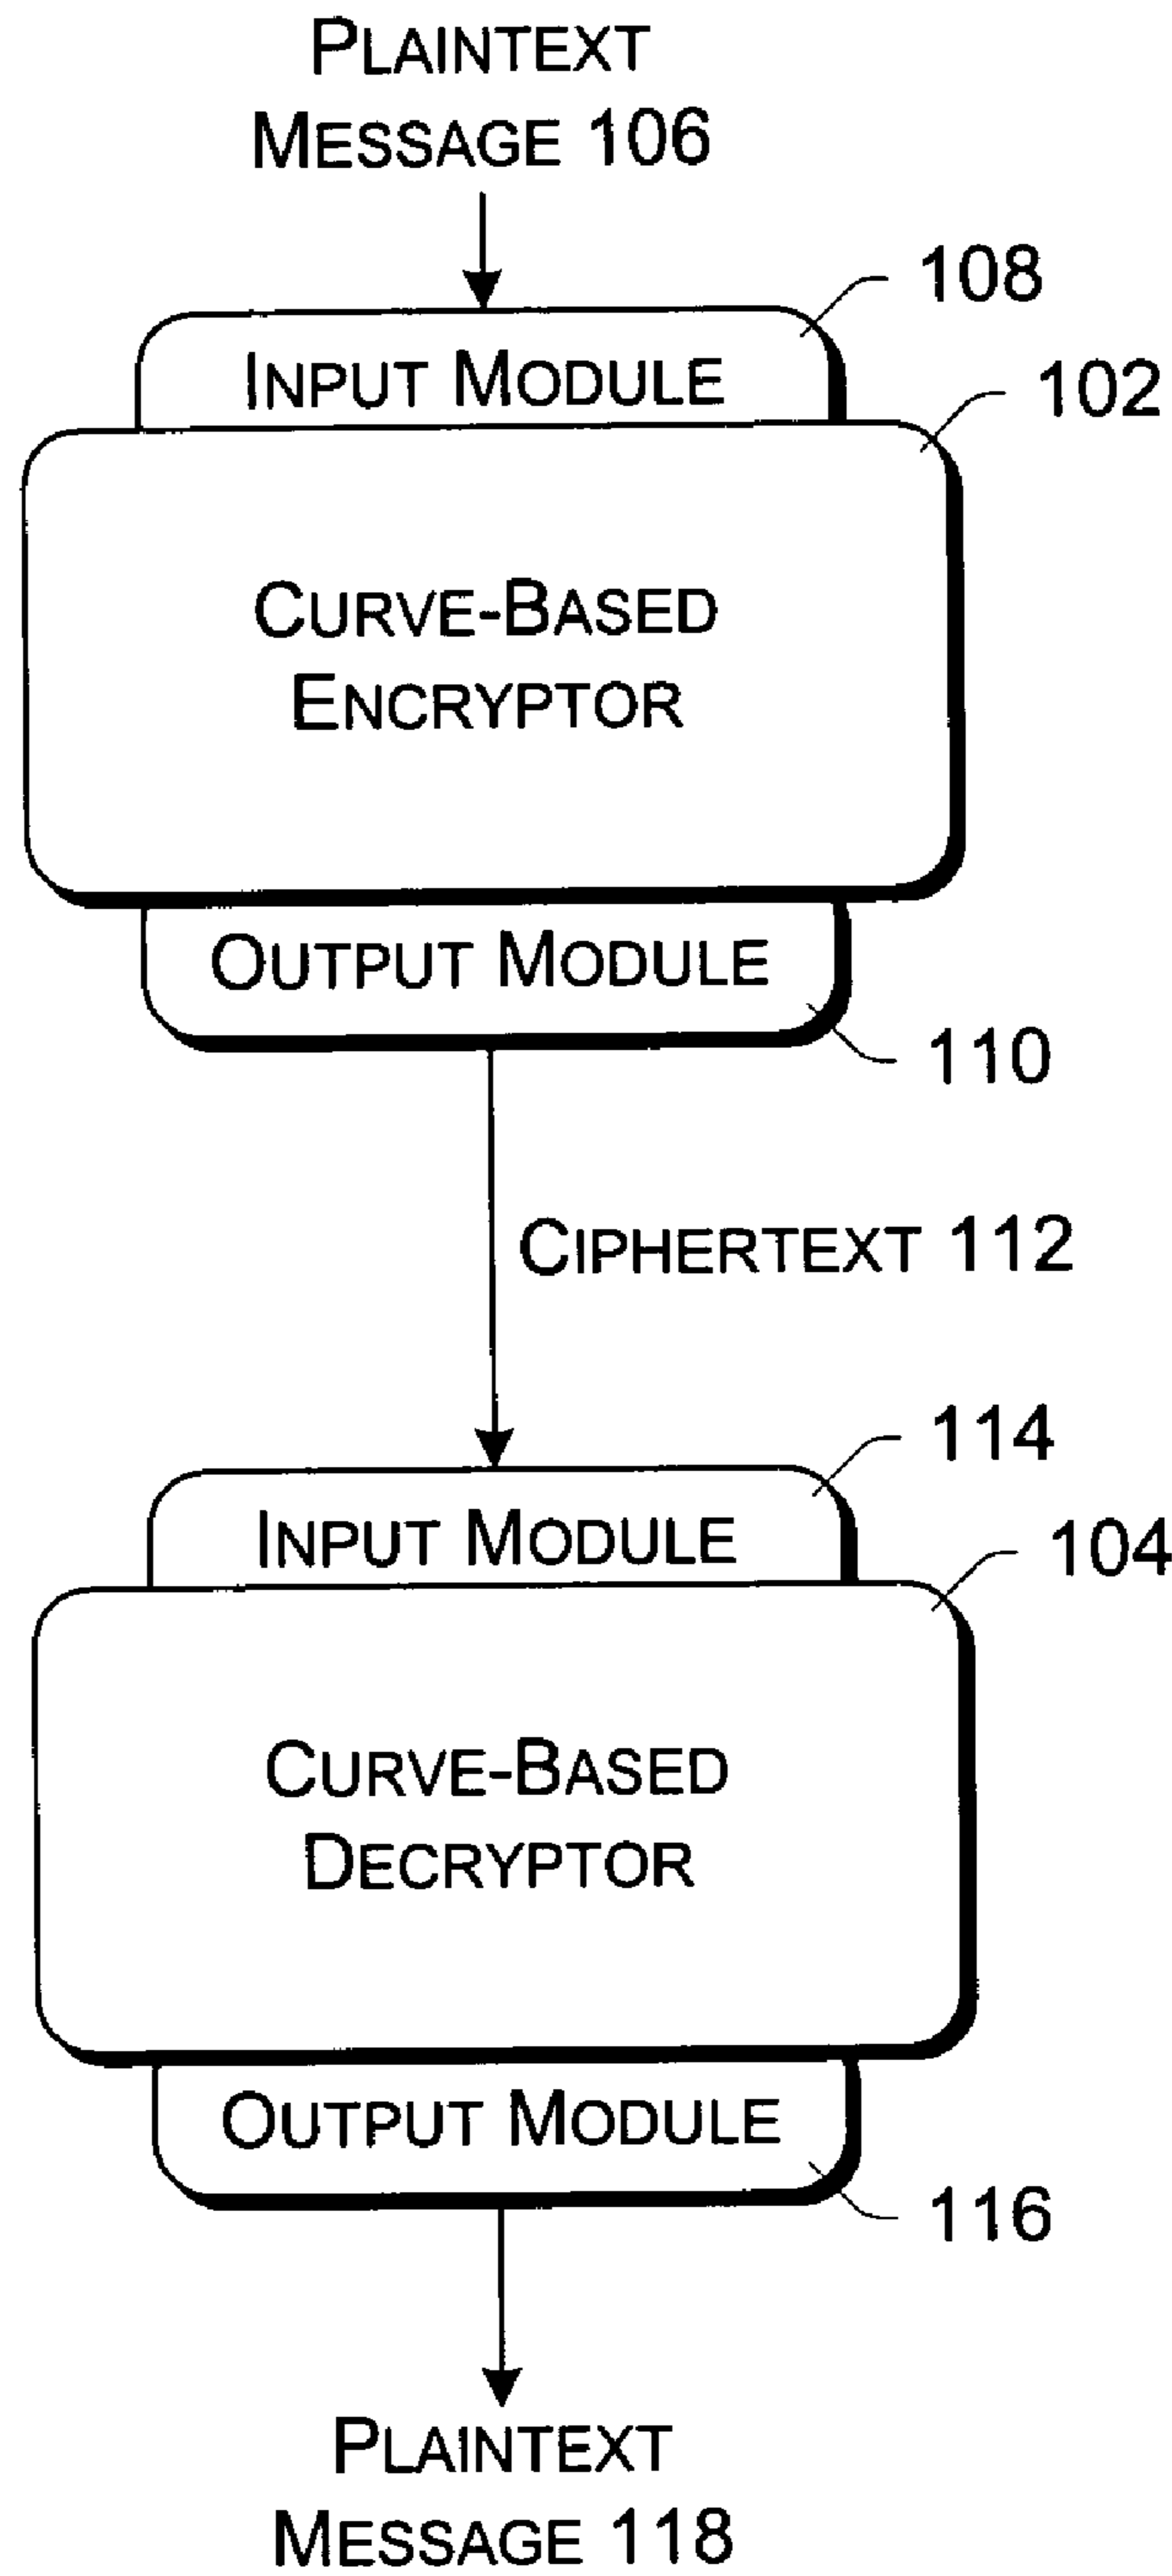 PLAINTEXT
MESSAGE 106
108
INPUT MODULE
102
CURVE-BASED
ENCRYPTOR
OUTPUT MODULE
110
CIPHERTEXT 112
114
INPUT MODULE
104
CURVE-BASED
DECRYPTOR
OUTPUT MODULE
116
PLAINTEXT
MESSAGE 118